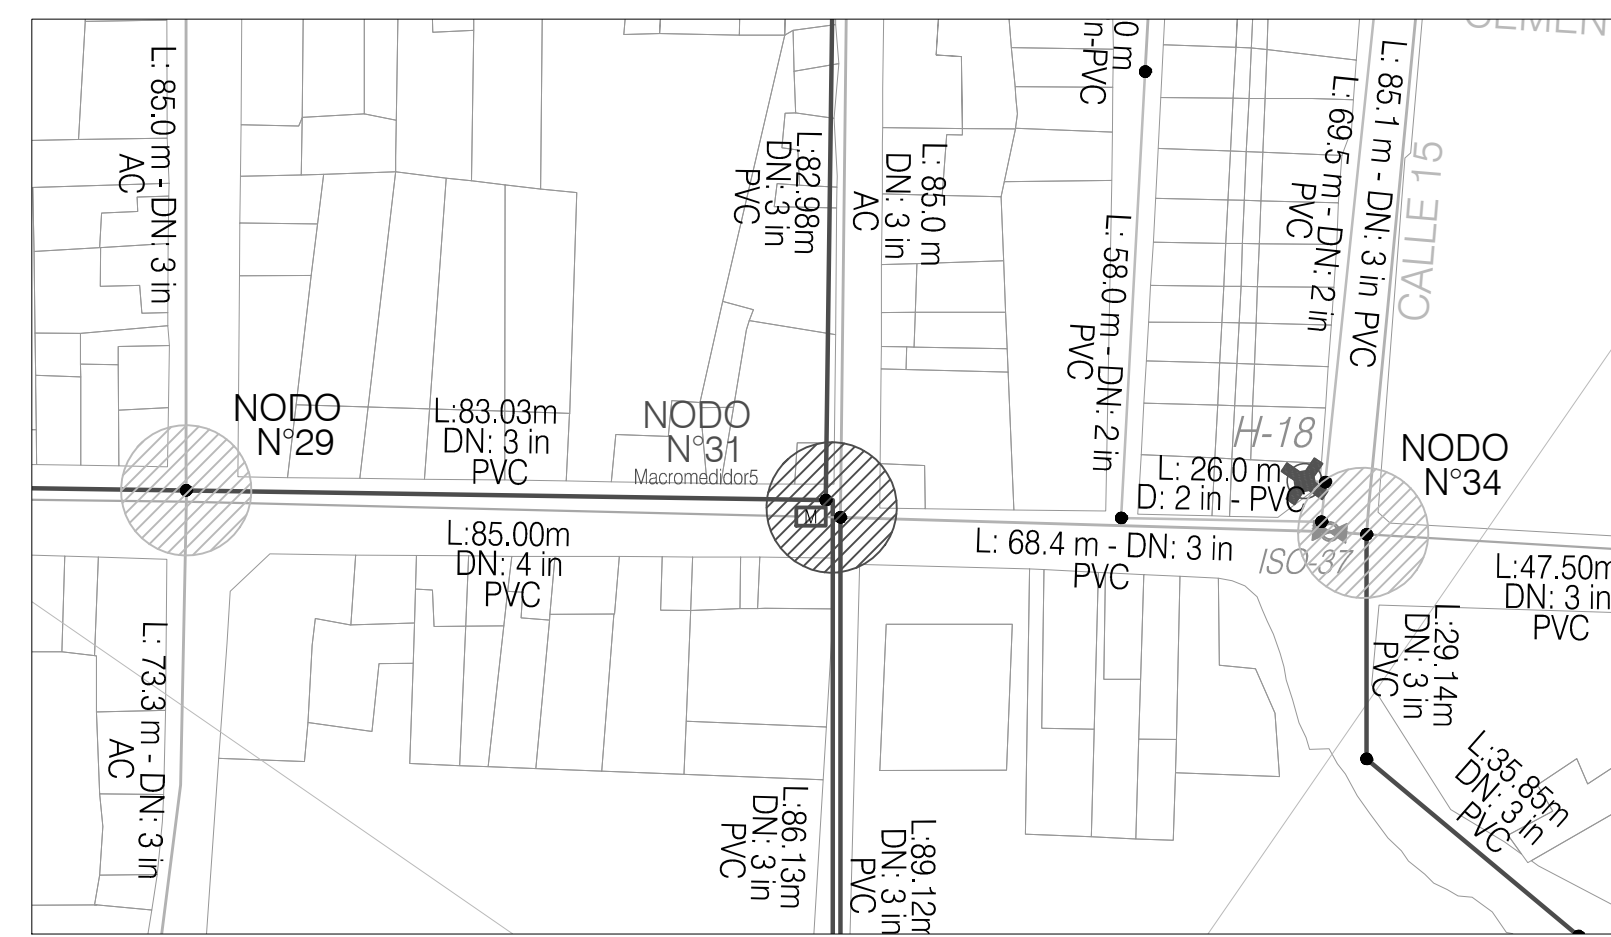 CEMEN
L: 85.0 m - DN: 3 in
AC
L:82.98m
DN: 3 in
PVC
L: 85.0 m
DN: 3 in
AC
0 m
n-PVC
L: 58.0 m - DN: 2 in
PVC
L: 69.5 m - DN: 2 in
PVC
L: 85.1 m - DN: 3 in PVC
CALLE 15
NODO
N°29
L:83.03m
DN: 3 in
PVC
NODO
N°31
Macromedidor5
M
H-18
L: 26.0 m
D: 2 in - PVC
NODO
N°34
L:85.00m
DN: 4 in
PVC
L: 68.4 m - DN: 3 in
PVC
ISO-37
L:47.50m
DN: 3 in
PVC
L: 73.3 m - DN: 3 in
AC
L:29.14m
DN: 3 in
PVC
L:35.85m
DN: 3 in
PVC
L:86.13m
DN: 3 in
PVC
L:89.12m
DN: 3 in
PVC